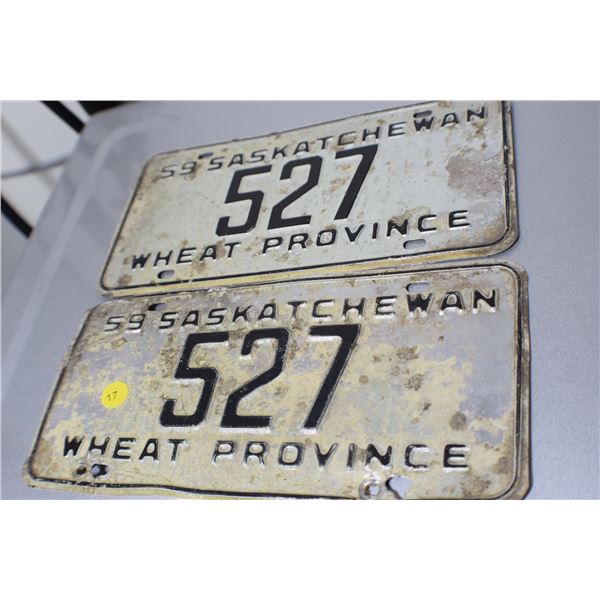 59 SASKATCHEWAN
527
WHEAT PROVINCE
59 SASKATCHEWAN
527
17
WHEAT PROVINCE